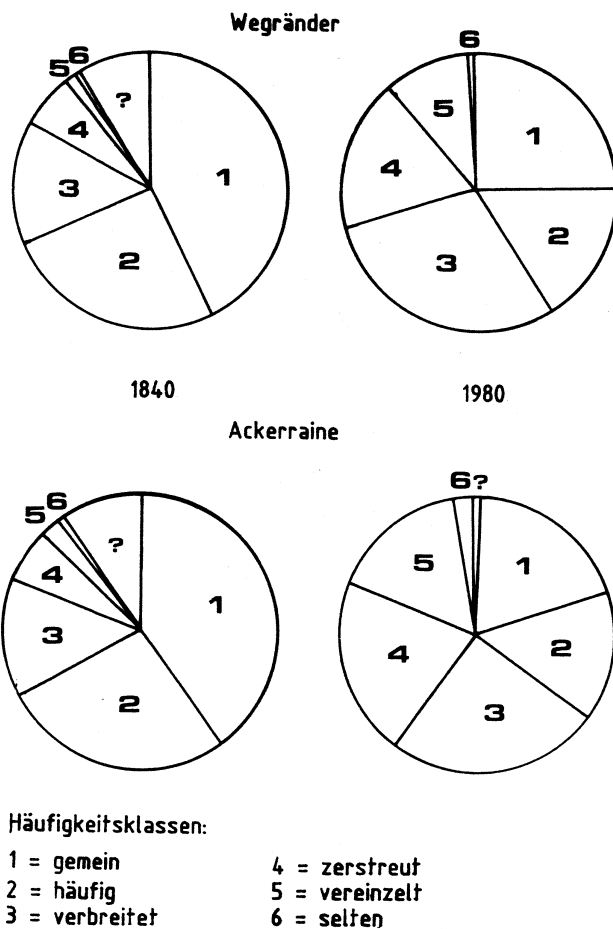 Wegränder
5 6 ? 1 2 3 4
6 1 2 3 4 5
1840 1980
Ackerraine
5 6 ? 1 2 3 4
6 ? 1 2 3 4 5
Häufigkeitsklassen:
1 = gemein 4 = zerstreut
2 = häufig 5 = vereinzelt
3 = verbreitet 6 = selten